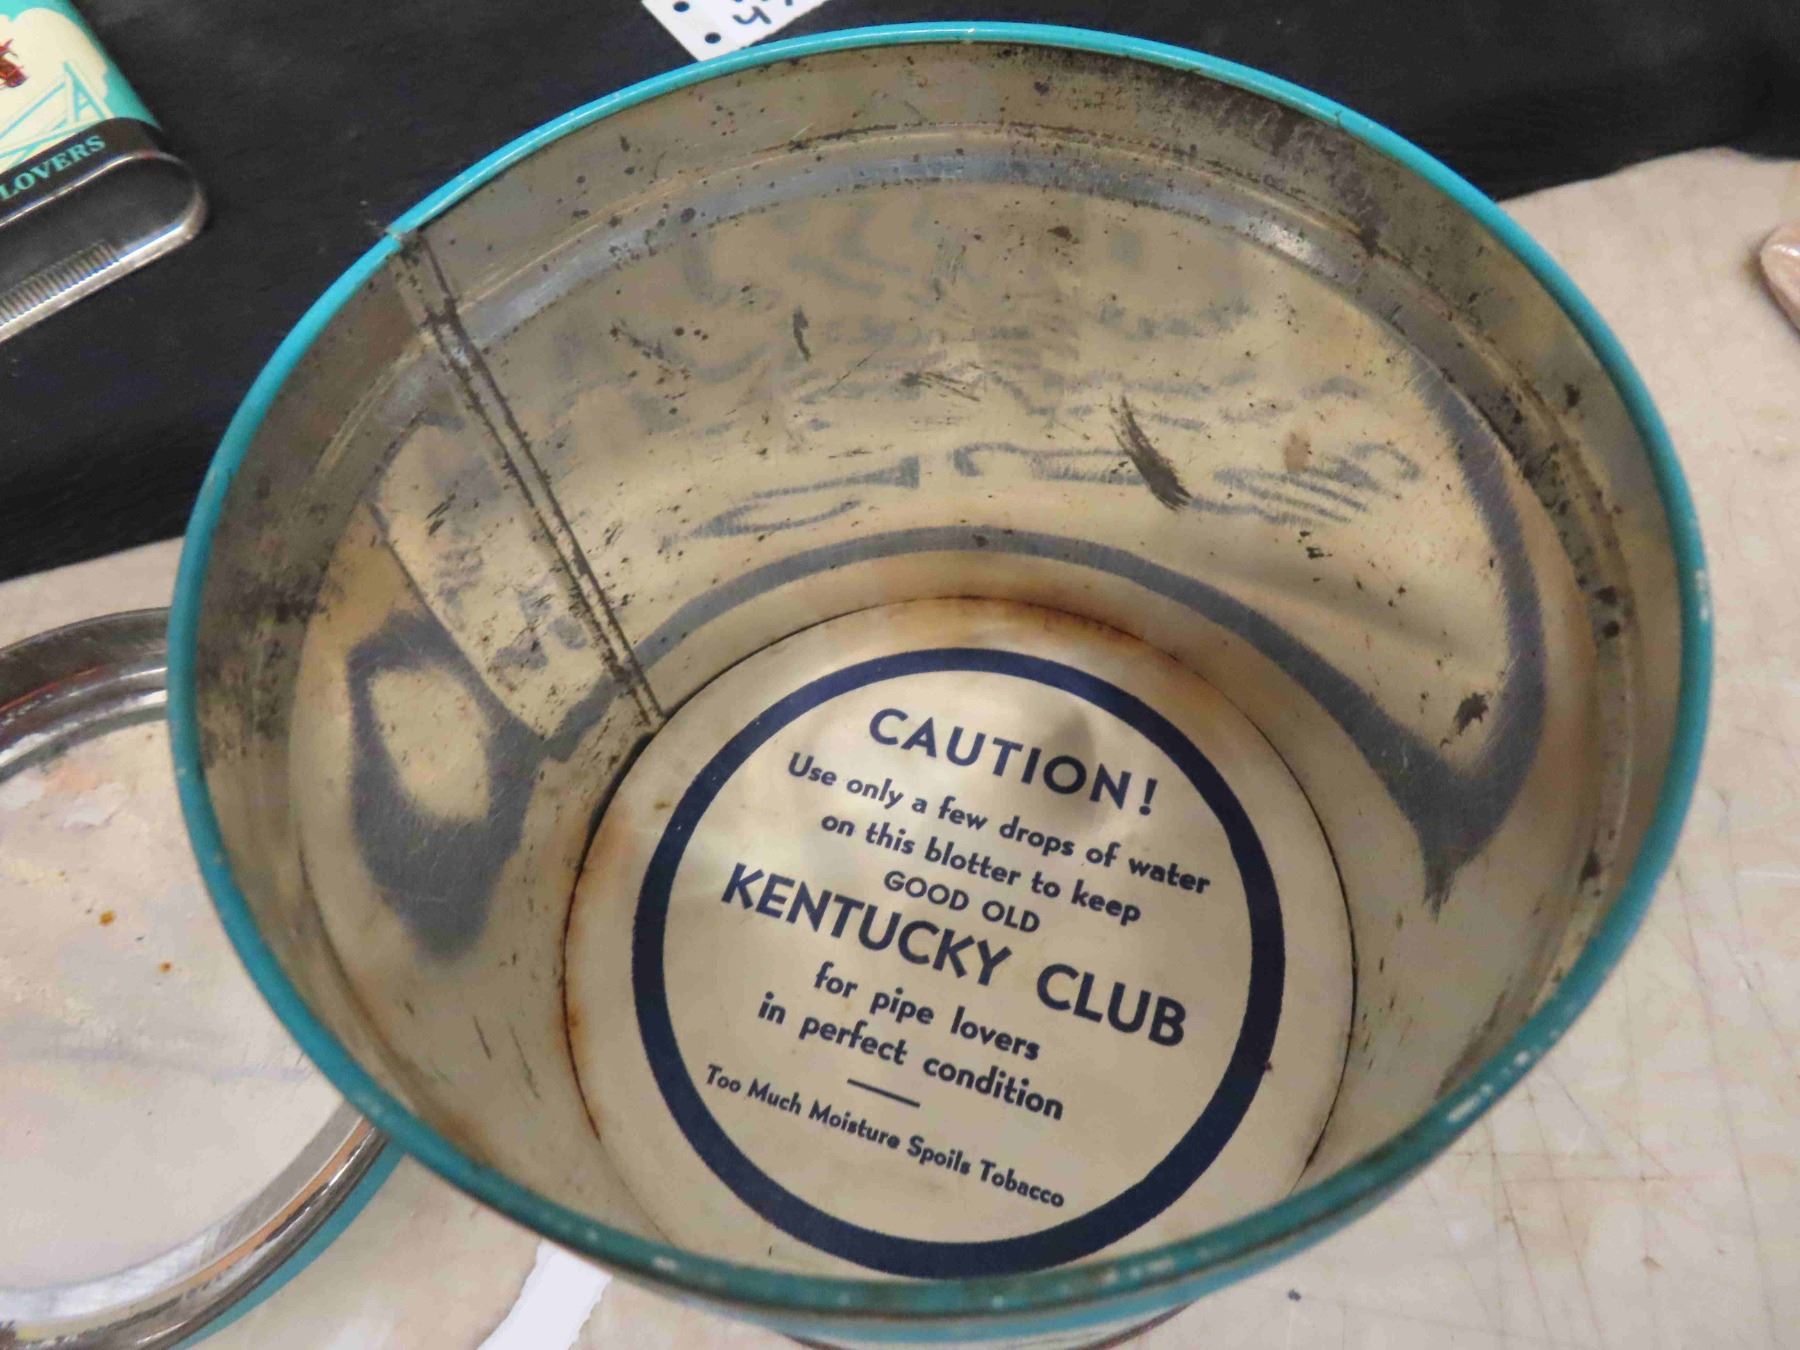 LOVERS
CAUTION!
Use only a few drops of water
on this blotter to keep
GOOD OLD
KENTUCKY CLUB
for pipe lovers
in perfect condition
Too Much Moisture Spoils Tobacco